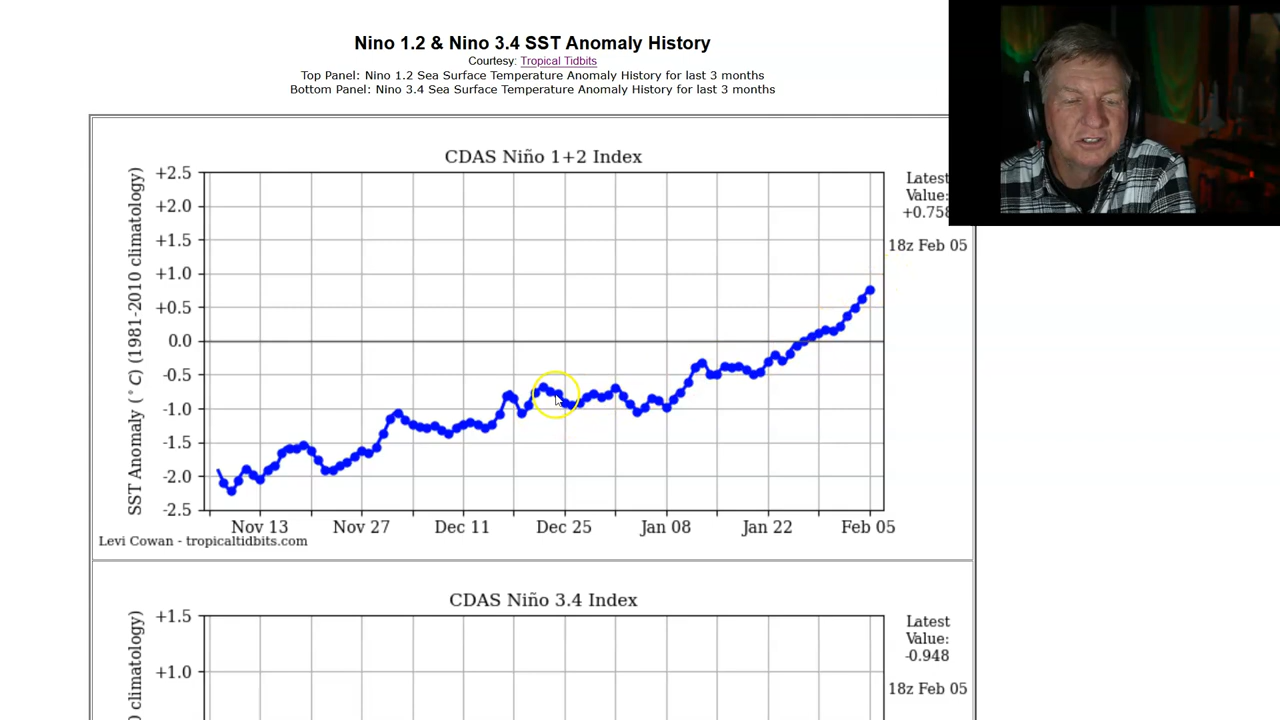 Nino 1.2 & Nino 3.4 SST Anomaly History
Courtesy: Tropical Tidbits
Top Panel: Nino 1.2 Sea Surface Temperature Anomaly History for last 3 months
Bottom Panel: Nino 3.4 Sea Surface Temperature Anomaly History for last 3 months
CDAS Niño 1+2 Index
SST Anomaly (°C) (1981-2010 climatology)
+2.5
+2.0
+1.5
+1.0
+0.5
0.0
-0.5
-1.0
-1.5
-2.0
-2.5
Nov 13 Nov 27 Dec 11 Dec 25 Jan 08 Jan 22 Feb 05
Latest
Value:
+0.758
18z Feb 05
Levi Cowan - tropicaltidbits.com
CDAS Niño 3.4 Index
climatology)
+1.5
+1.0
Latest
Value:
-0.948
18z Feb 05